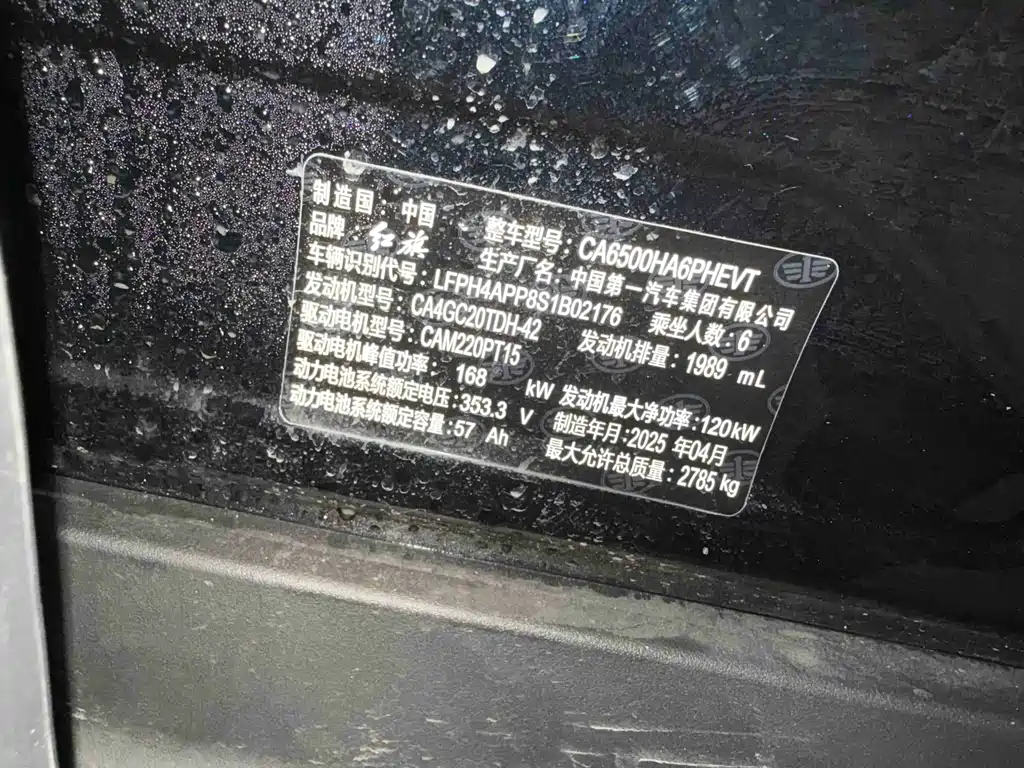 制造国 中国 整车型号: CA6500HA6PHEVT
品牌: 红旗 生产厂名: 中国第一汽车集团有限公司
车辆识别代号: LFPH4APP8S1B02176 乘坐人数: 6
发动机型号: CA4GC20TDH-42 发动机排量: 1989 mL
驱动电机型号: CAM220PT15
驱动电机峰值功率: 168 kW 发动机最大净功率: 120kW
动力电池系统额定电压: 353.3 V 制造年月: 2025 年04月
动力电池系统额定容量: 57 Ah 最大允许总质量: 2785 kg